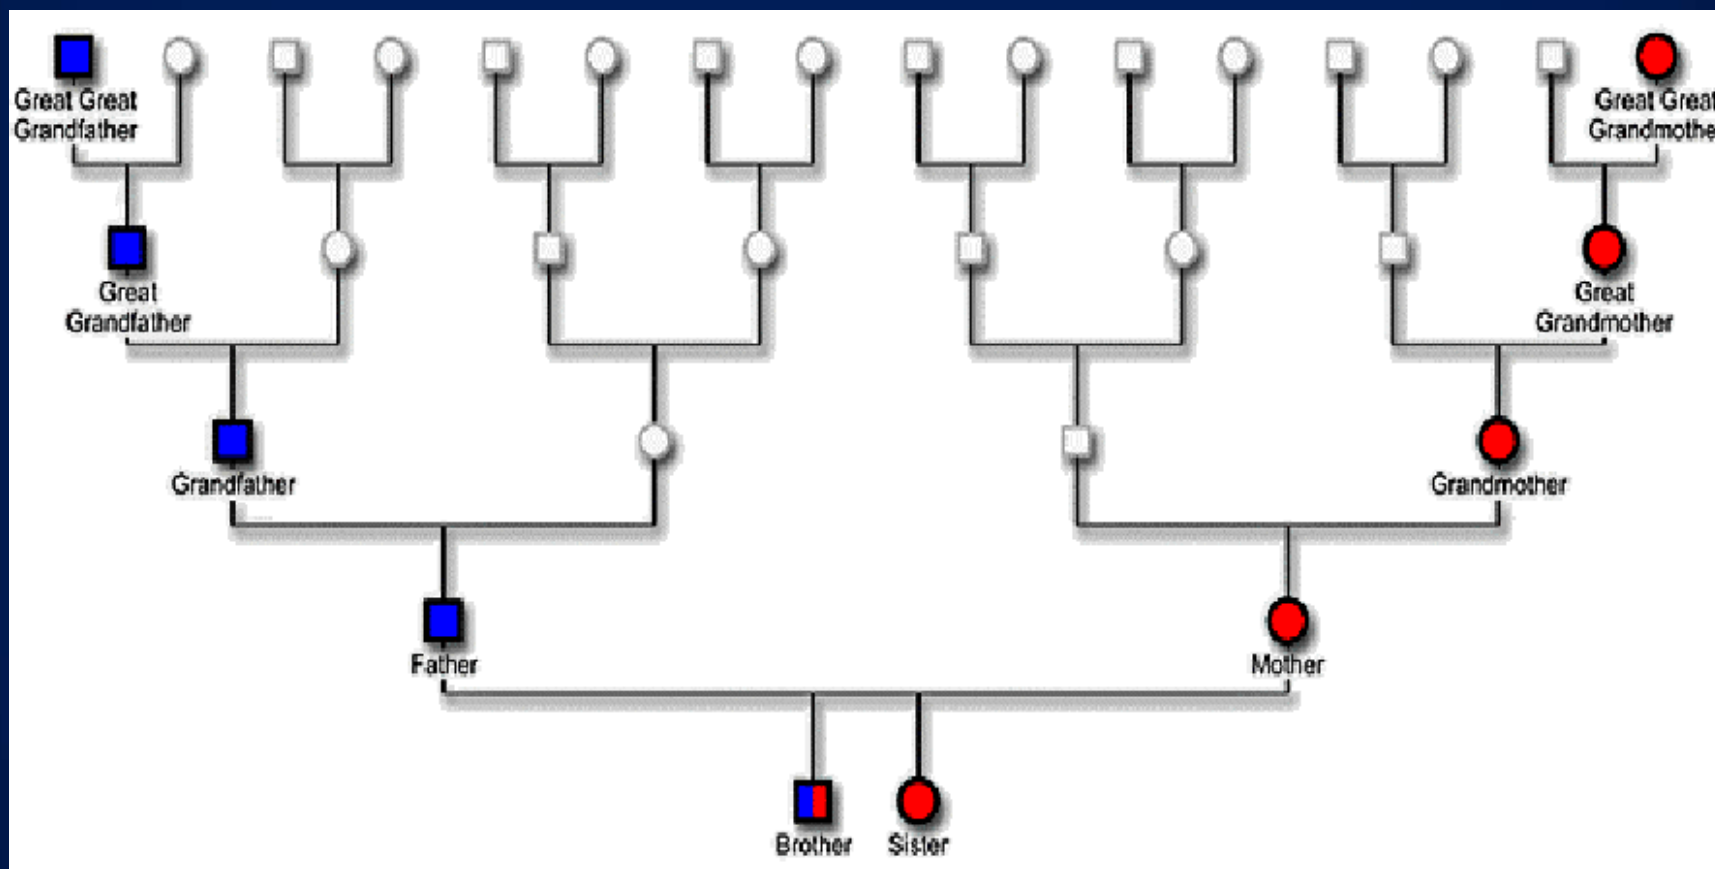 Great Great
Grandfather
Great Great
Grandmothe
Great
Grandfather
Great
Grandmother
Grandfather
Grandmother
Father
Mother
Brother
Sister